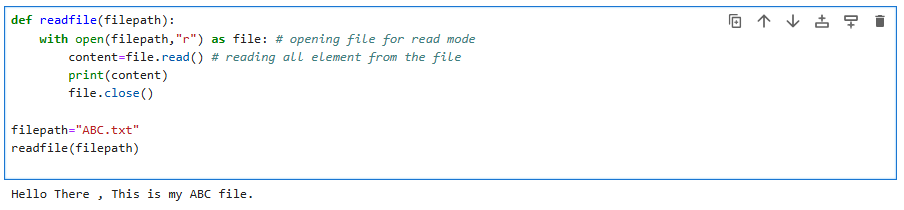 def readfile(filepath):
    with open(filepath,"r") as file: # opening file for read mode
        content=file.read() # reading all element from the file
        print(content)
        file.close()

filepath="ABC.txt"
readfile(filepath)

Hello There , This is my ABC file.